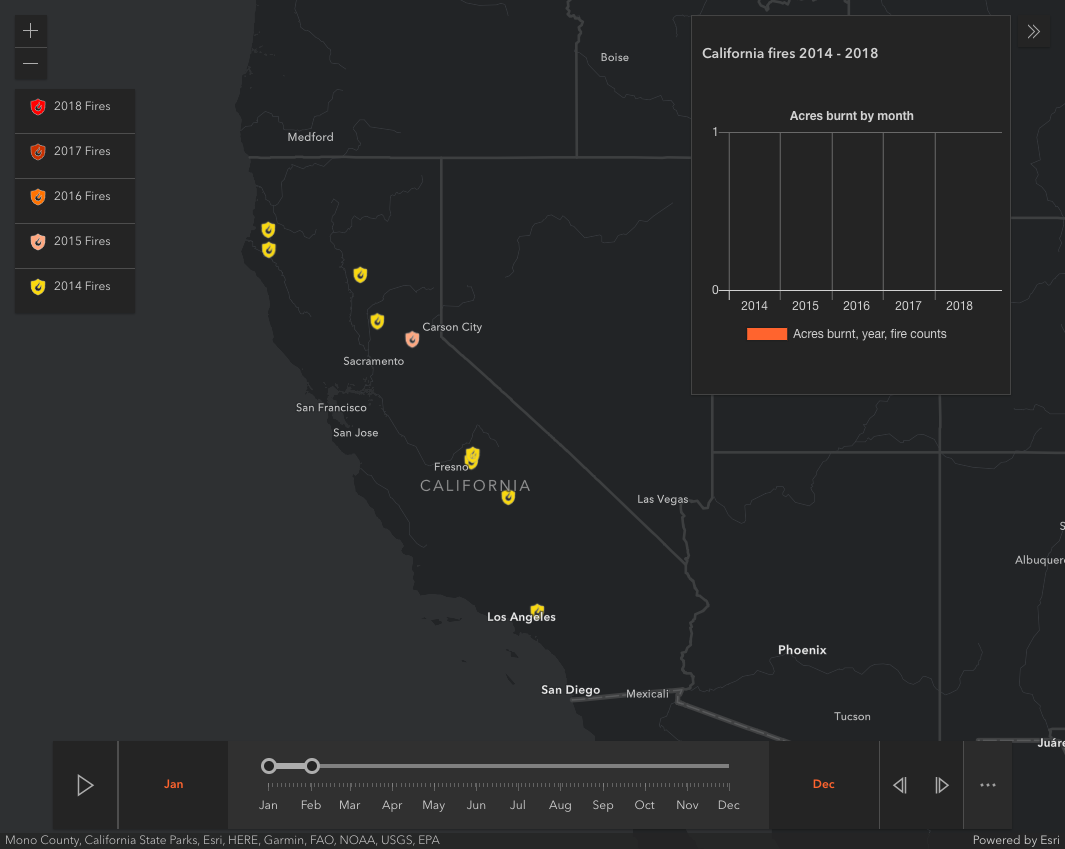 2018 Fires
2017 Fires
2016 Fires
2015 Fires
2014 Fires
Boise
Medford
Carson City
Sacramento
San Francisco
San Jose
Fresno
CALIFORNIA
Las Vegas
Los Angeles
San Diego
Mexicali
Phoenix
Tucson
Albuquer
S
Juáre
California fires 2014 - 2018
Acres burnt by month
1
0
2014 2015 2016 2017 2018
Acres burnt, year, fire counts
Jan
Jan Feb Mar Apr May Jun Jul Aug Sep Oct Nov Dec
Dec
Mono County, California State Parks, Esri, HERE, Garmin, FAO, NOAA, USGS, EPA
Powered by Esri